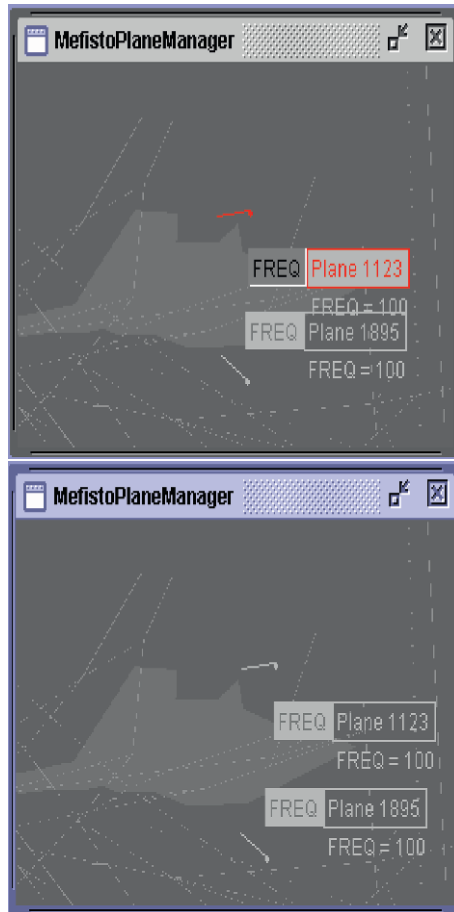 MefistoPlaneManager
FREQ Plane 1123
FREQ = 100
FREQ Plane 1895
FREQ = 100
MefistoPlaneManager
FREQ Plane 1123
FREQ = 100
FREQ Plane 1895
FREQ = 100